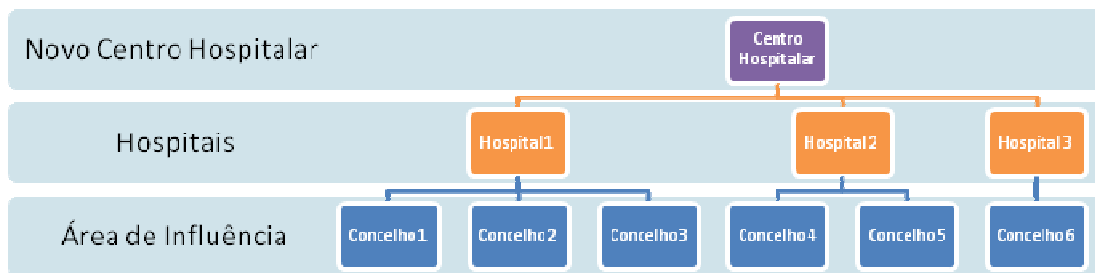 Novo Centro Hospitalar
Centro
Hospitalar
Hospitais
Hospital1
Hospital2
Hospital3
Área de Influência
Concelho1
Concelho2
Concelho3
Concelho4
Concelho5
Concelho6